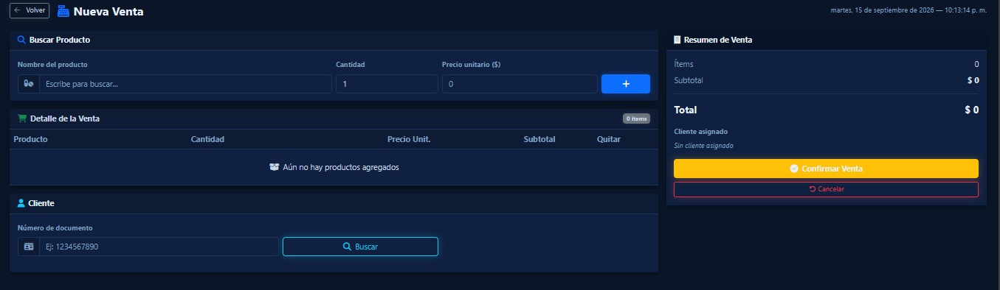 Volver
Nueva Venta
martes, 15 de septiembre de 2026 — 10:13:14 p. m.
Buscar Producto
Nombre del producto
Cantidad
Precio unitario ($)
Escribe para buscar...
1
0
+
Detalle de la Venta
0 ítems
Producto
Cantidad
Precio Unit.
Subtotal
Quitar
Aún no hay productos agregados
Cliente
Número de documento
Ej: 1234567890
Buscar
Resumen de Venta
Ítems 0
Subtotal $ 0
Total $ 0
Cliente asignado
Sin cliente asignado
Confirmar Venta
Cancelar